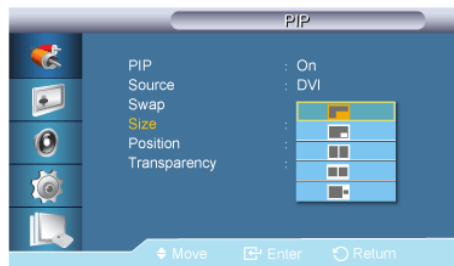 PIP
PIP : On
Source : DVI
Swap
Size :
Position :
Transparency :
Move Enter Return